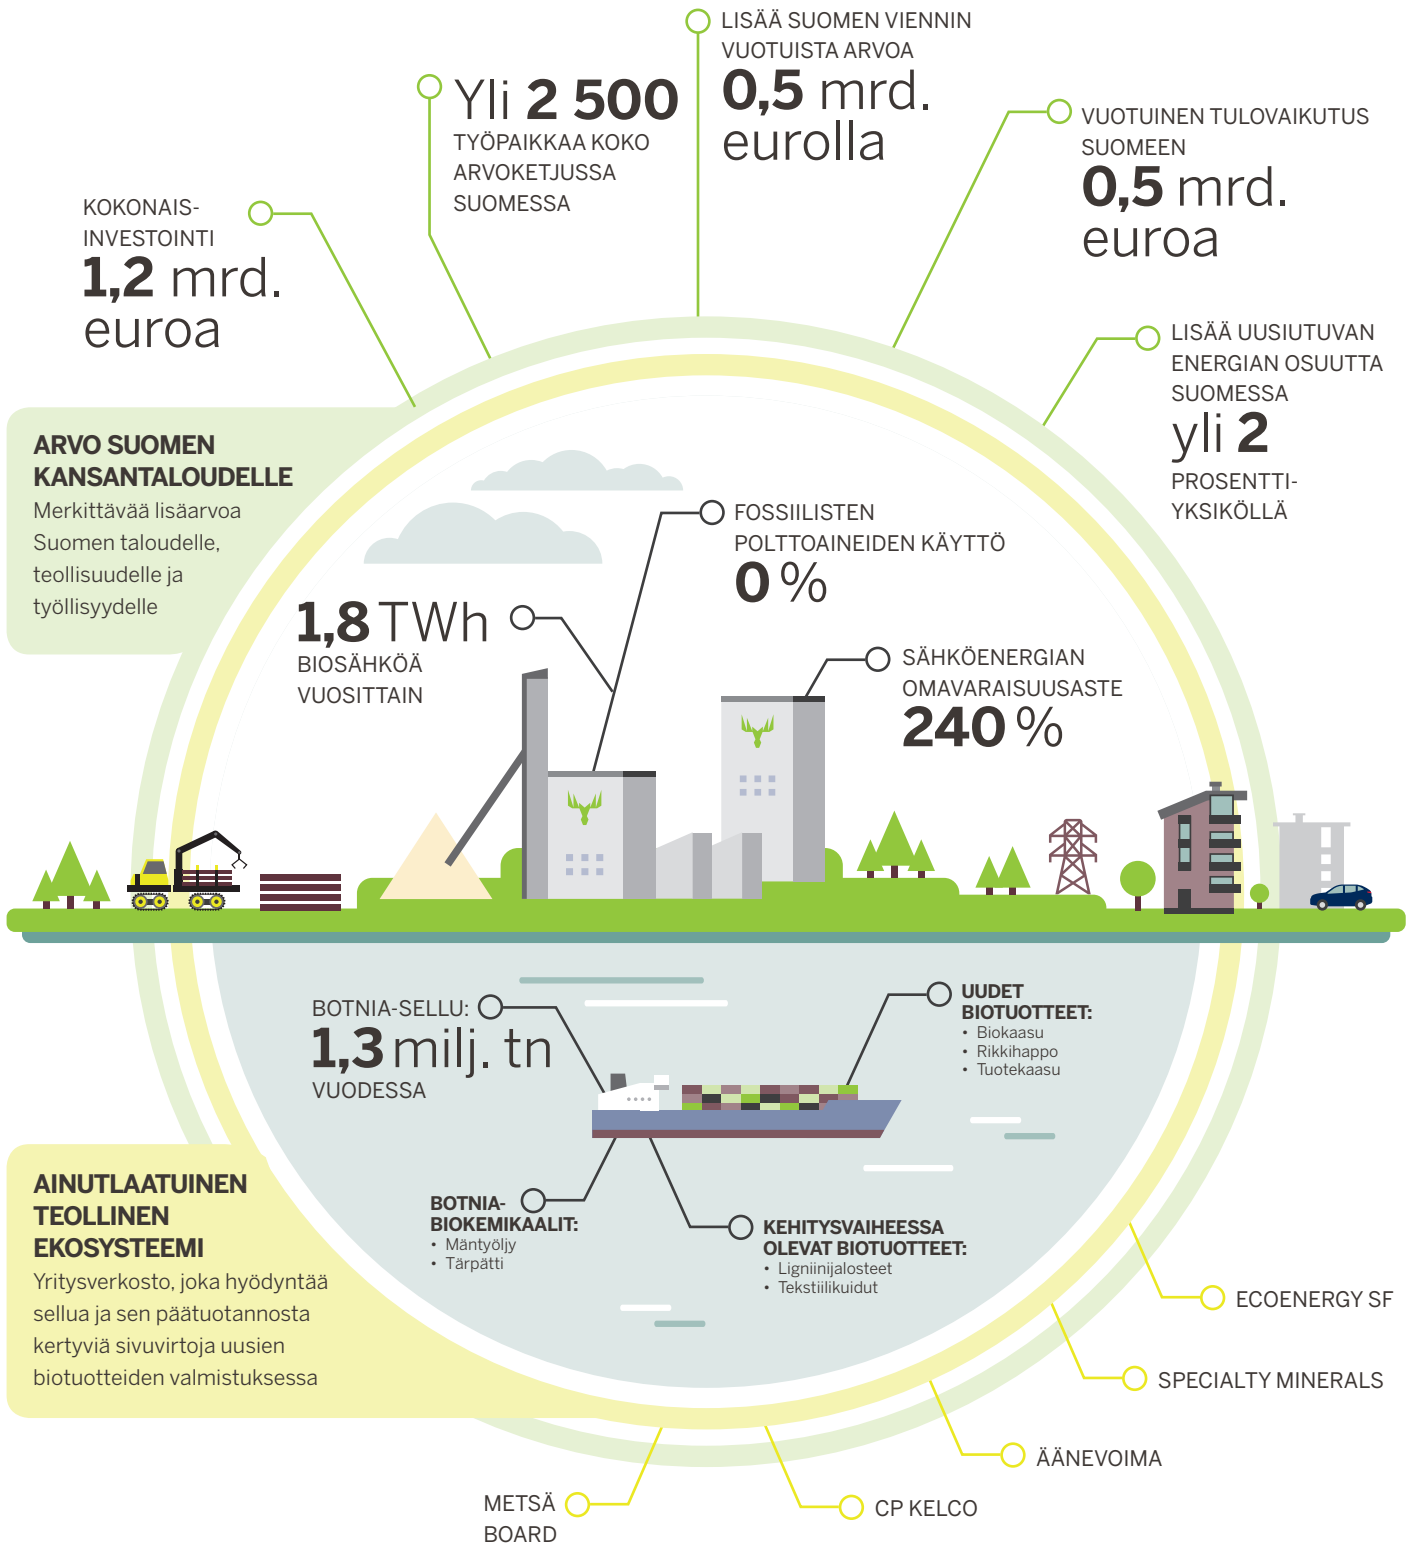 LISÄÄ SUOMEN VIENNIN
VUOTUISTA ARVOA
0,5 mrd.
eurolla
Yli 2 500
TYÖPAIKKAA KOKO
ARVOKETJUSSA
SUOMESSA
VUOTUINEN TULOVAIKUTUS
SUOMEEN
0,5 mrd.
euroa
KOKONAIS-
INVESTOINTI
1,2 mrd.
euroa
LISÄÄ UUSIUTUVAN
ENERGIAN OSUUTTA
SUOMESSA
yli 2
PROSENTTI-
YKSIKÖLLÄ
ARVO SUOMEN
KANSANTALOUDELLE
Merkittävää lisäarvoa
Suomen taloudelle,
teollisuudelle ja
työllisyydelle
FOSSIILISTEN
POLTTOAINEIDEN KÄYTTÖ
0 %
1,8 TWh
BIOSÄHKÖÄ
VUOSITTAIN
SÄHKÖENERGIAN
OMAVARAISUUSASTE
240 %
BOTNIA-SELLU:
1,3 milj. tn
VUODESSA
UUDET
BIOTUOTTEET:
• Biokaasu
• Rikkihappo
• Tuotekaasu
BOTNIA-
BIOKEMIKAALIT:
• Mäntyöljy
• Tärpätti
KEHITYSVAIHEESSA
OLEVAT BIOTUOTTEET:
• Ligniinijalosteet
• Tekstiilikuidut
AINUTLAATUINEN
TEOLLINEN
EKOSYSTEEMI
Yritysverkosto, joka hyödyntää
sellua ja sen päätuotannosta
kertyviä sivuvirtoja uusien
biotuotteiden valmistuksessa
ECOENERGY SF
SPECIALTY MINERALS
ÄÄNEVOIMA
CP KELCO
METSÄ
BOARD